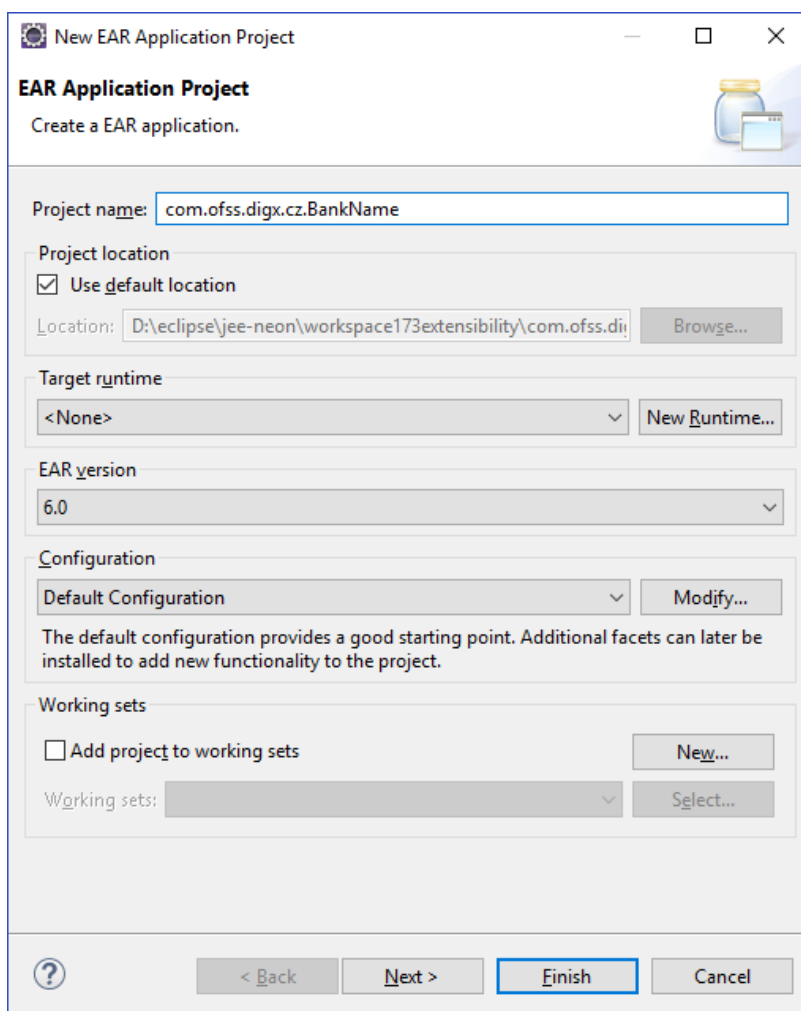 New EAR Application Project
EAR Application Project
Create a EAR application.
Project name: com.ofss.digx.cz.BankName
Project location
Use default location
Location: D:\eclipse\jee-neon\workspace173extensibility\com.ofss.di Browse...
Target runtime
<None> New Runtime...
EAR version
6.0
Configuration
Default Configuration Modify...
The default configuration provides a good starting point. Additional facets can later be
installed to add new functionality to the project.
Working sets
Add project to working sets New...
Working sets: Select...
? < Back Next > Finish Cancel